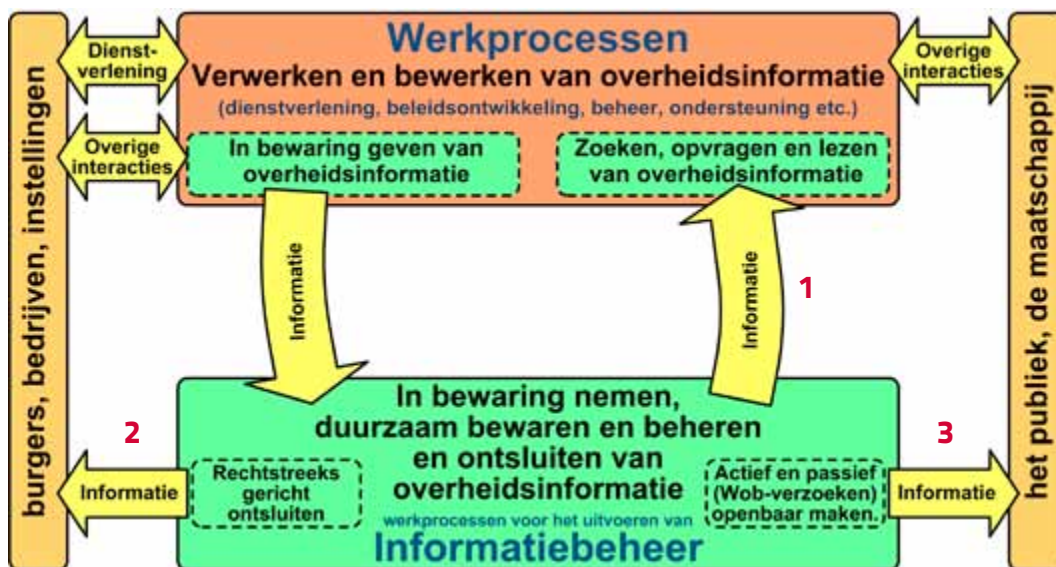 burgers, bedrijven, instellingen
Dienst-
verlening
Overige
interacties
Werkprocessen
Verwerken en bewerken van overheidsinformatie
(dienstverlening, beleidsontwikkeling, beheer, ondersteuning etc.)
In bewaring geven van
overheidsinformatie
Zoeken, opvragen en lezen
van overheidsinformatie
Overige
interacties
het publiek, de maatschappij
Informatie
Informatie
1
2
Informatie
In bewaring nemen,
duurzaam bewaren en beheren
en ontsluiten van
overheidsinformatie
Rechtstreeks
gericht
ontsluiten
Actief en passief
(Wob-verzoeken)
openbaar maken.
werkprocessen voor het uitvoeren van
Informatiebeheer
3
Informatie